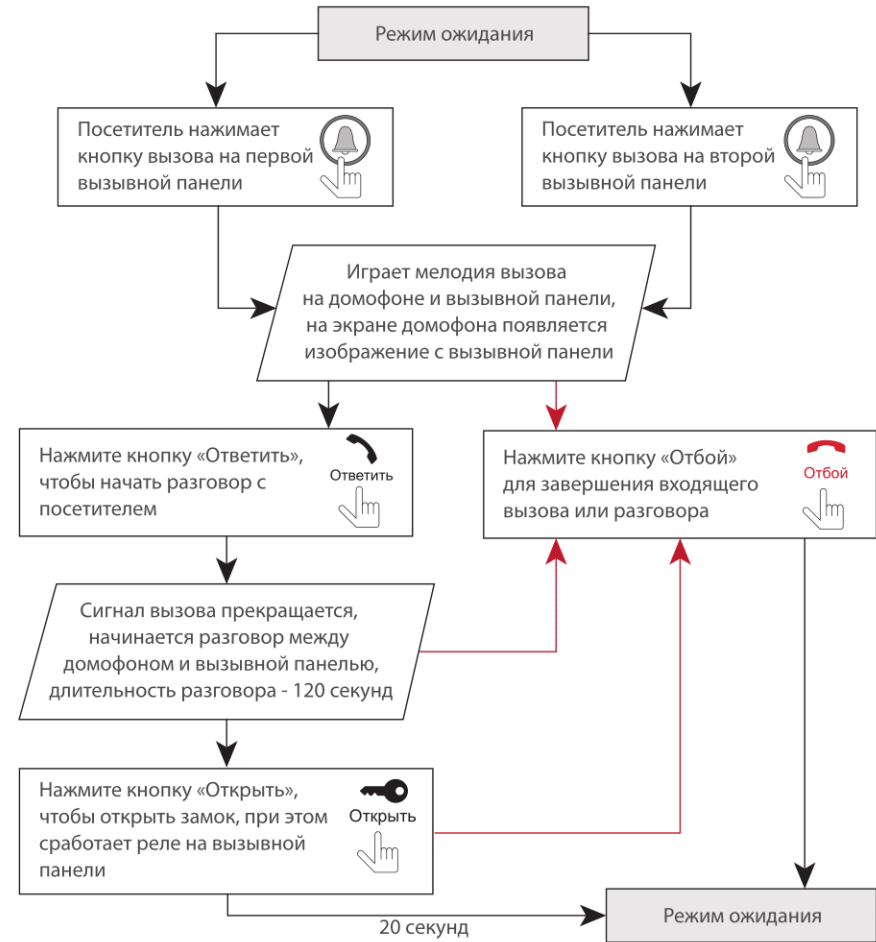 Режим ожидания
Посетитель нажимает
кнопку вызова на первой
вызывной панели
Посетитель нажимает
кнопку вызова на второй
вызывной панели
Играет мелодия вызова
на домофоне и вызывной панели,
на экране домофона появляется
изображение с вызывной панели
Нажмите кнопку «Ответить»,
чтобы начать разговор с
посетителем
Ответить
Нажмите кнопку «Отбой»
для завершения входящего
вызова или разговора
Отбой
Сигнал вызова прекращается,
начинается разговор между
домофоном и вызывной панелью,
длительность разговора - 120 секунд
Нажмите кнопку «Открыть»,
чтобы открыть замок, при этом
сработает реле на вызывной
панели
Открыть
20 секунд
Режим ожидания